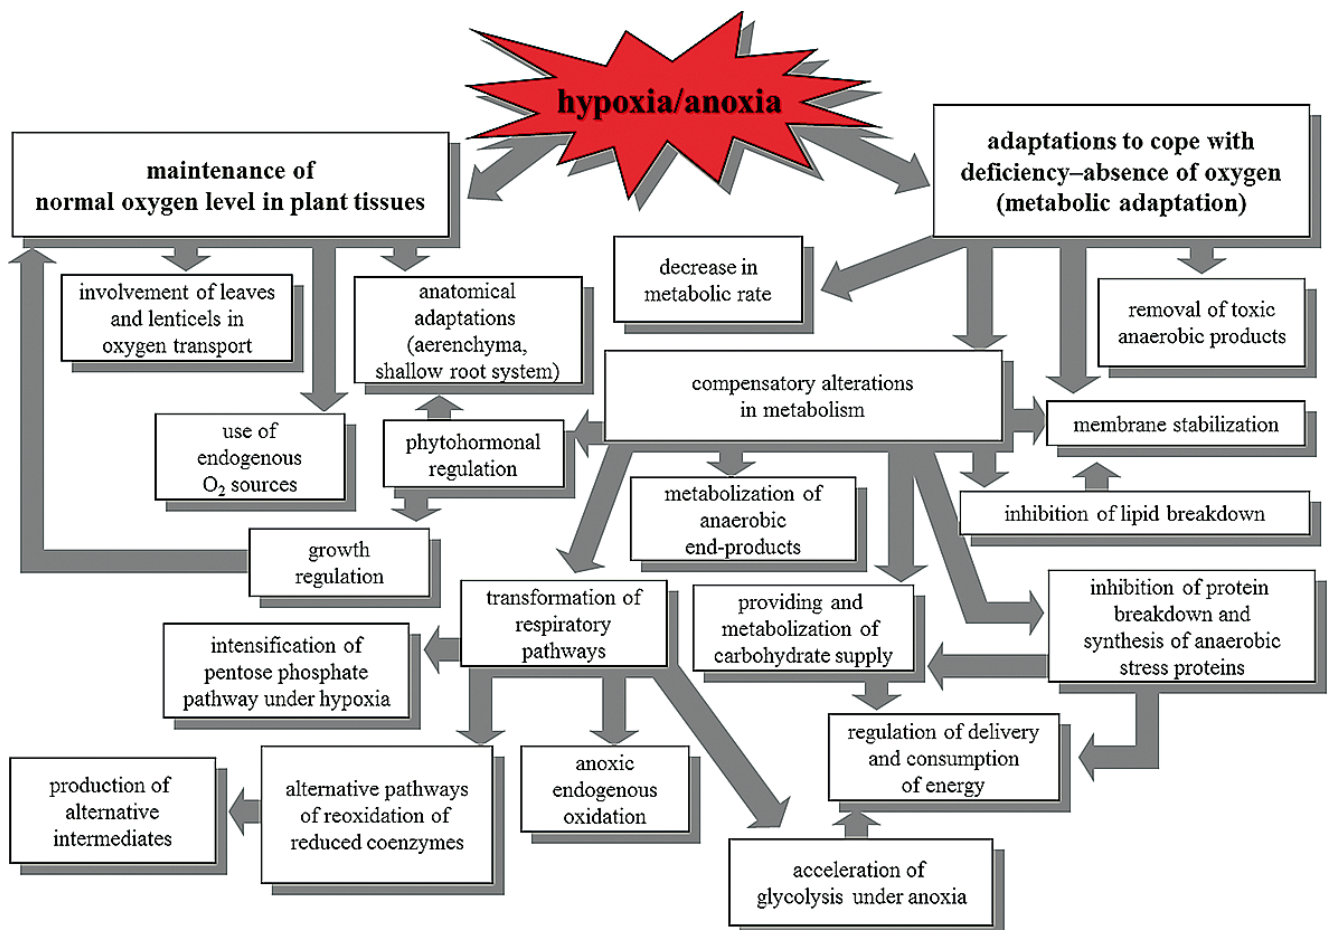 hypoxia/anoxia
maintenance of
normal oxygen level in plant tissues
adaptations to cope with
deficiency–absence of oxygen
(metabolic adaptation)
involvement of leaves
and lenticels in
oxygen transport
anatomical
adaptations
(aerenchyma,
shallow root system)
decrease in
metabolic rate
removal of toxic
anaerobic products
compensatory alterations
in metabolism
use of
endogenous
O₂ sources
phytohormonal
regulation
membrane stabilization
metabolization of
anaerobic
end-products
inhibition of lipid breakdown
growth
regulation
transformation of
respiratory
pathways
providing and
metabolization of
carbohydrate supply
inhibition of protein
breakdown and
synthesis of anaerobic
stress proteins
intensification of
pentose phosphate
pathway under hypoxia
regulation of delivery
and consumption
of energy
production of
alternative
intermediates
alternative pathways
of reoxidation of
reduced coenzymes
anoxic
endogenous
oxidation
acceleration of
glycolysis under anoxia